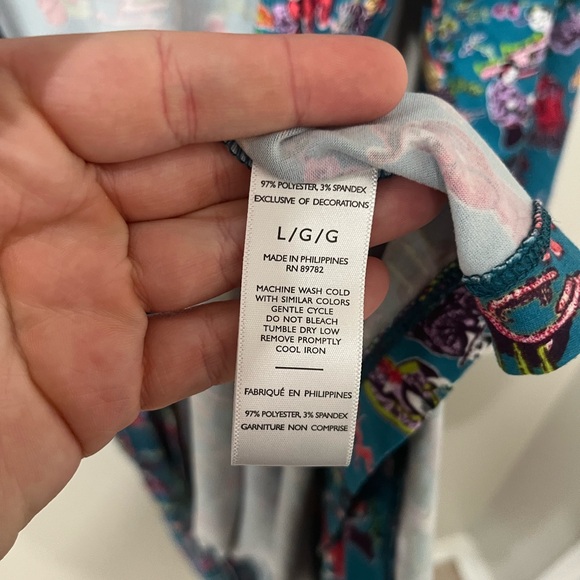 97% POLYESTER, 3% SPANDEX
EXCLUSIVE OF DECORATIONS
L/G/G
MADE IN PHILIPPINES
RN 89782
MACHINE WASH COLD
WITH SIMILAR COLORS
GENTLE CYCLE
DO NOT BLEACH
TUMBLE DRY LOW
REMOVE PROMPTLY
COOL IRON
FABRIQUÉ EN PHILIPPINES
97% POLYESTER, 3% SPANDEX
GARNITURE NON COMPRISE